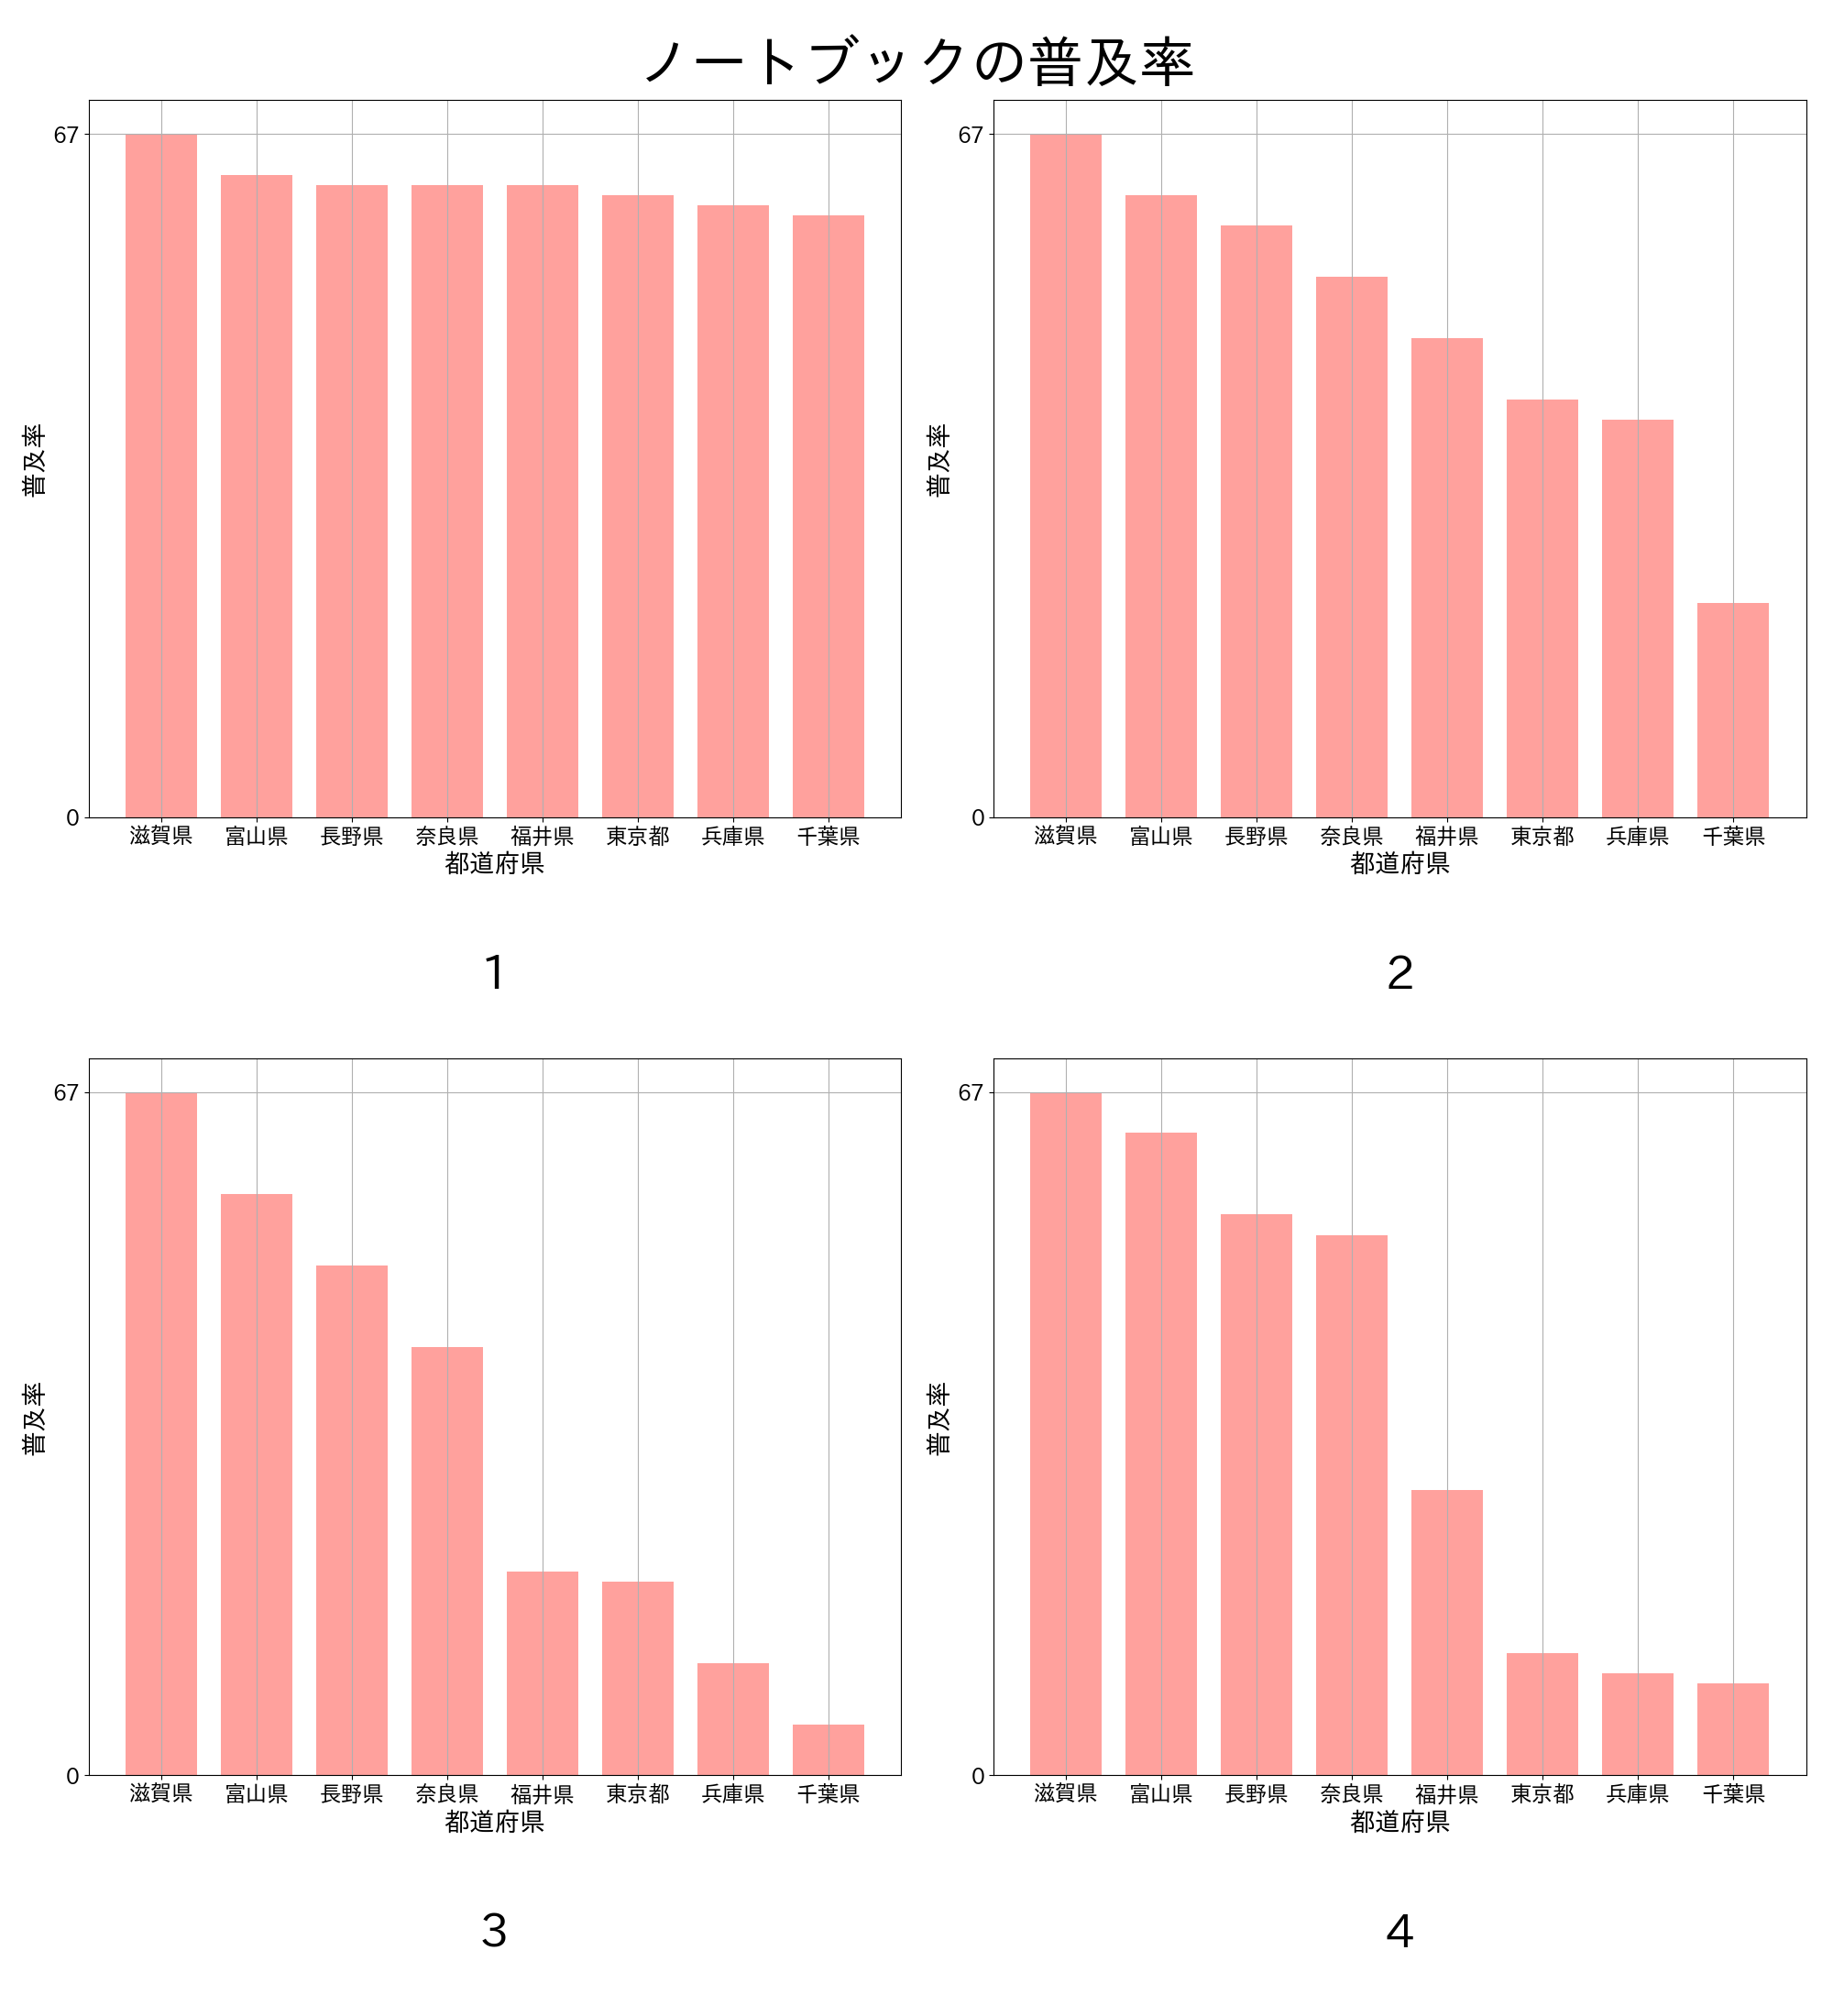 ノートブックの普及率
67
0
普及率
滋賀県 富山県 長野県 奈良県 福井県 東京都 兵庫県 千葉県
都道府県
1
67
0
普及率
滋賀県 富山県 長野県 奈良県 福井県 東京都 兵庫県 千葉県
都道府県
2
67
0
普及率
滋賀県 富山県 長野県 奈良県 福井県 東京都 兵庫県 千葉県
都道府県
3
67
0
普及率
滋賀県 富山県 長野県 奈良県 福井県 東京都 兵庫県 千葉県
都道府県
4